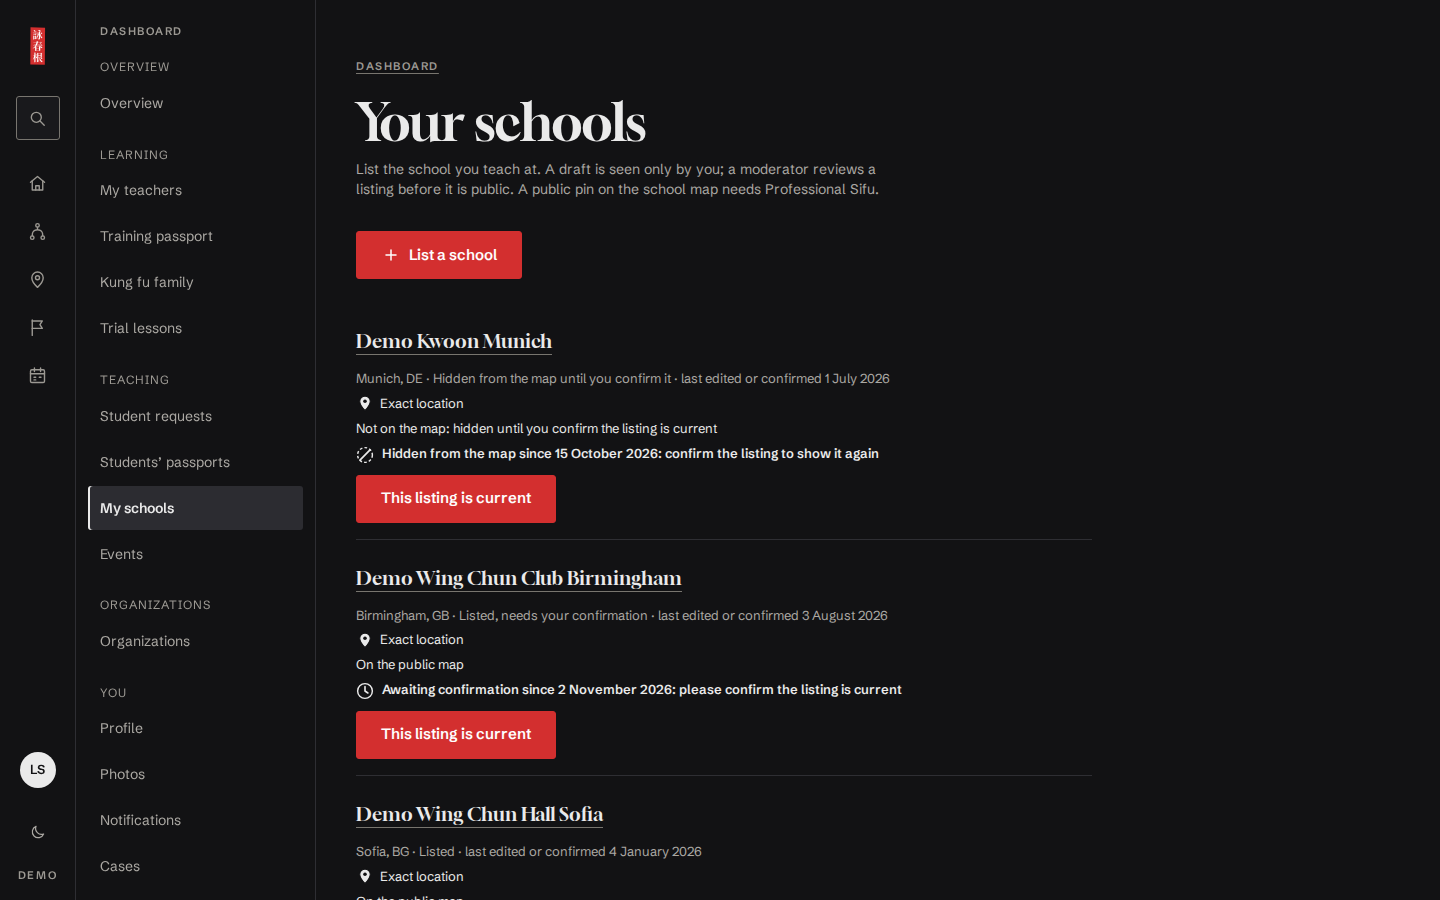 詠春根
DASHBOARD
OVERVIEW
Overview
LEARNING
My teachers
Training passport
Kung fu family
Trial lessons
TEACHING
Student requests
Students’ passports
My schools
Events
ORGANIZATIONS
Organizations
YOU
Profile
Photos
Notifications
Cases
LS
DEMO
DASHBOARD
Your schools
List the school you teach at. A draft is seen only by you; a moderator reviews a
listing before it is public. A public pin on the school map needs Professional Sifu.
List a school
Demo Kwoon Munich
Munich, DE · Hidden from the map until you confirm it · last edited or confirmed 1 July 2026
Exact location
Not on the map: hidden until you confirm the listing is current
Hidden from the map since 15 October 2026: confirm the listing to show it again
This listing is current
Demo Wing Chun Club Birmingham
Birmingham, GB · Listed, needs your confirmation · last edited or confirmed 3 August 2026
Exact location
On the public map
Awaiting confirmation since 2 November 2026: please confirm the listing is current
This listing is current
Demo Wing Chun Hall Sofia
Sofia, BG · Listed · last edited or confirmed 4 January 2026
Exact location
On the public map